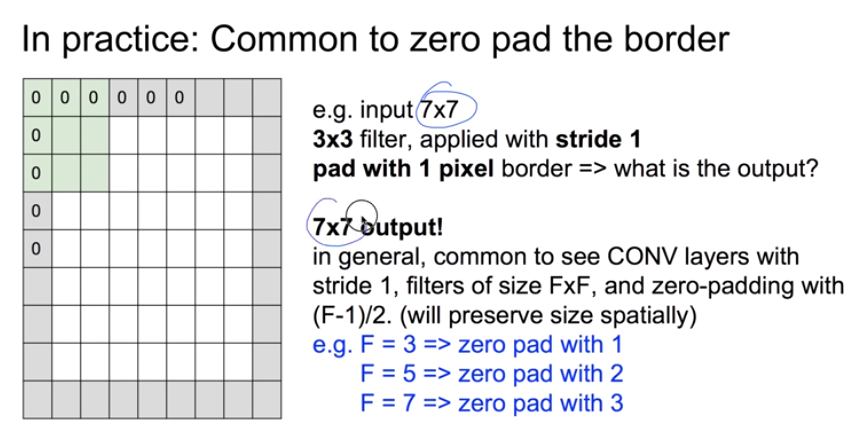 In practice: Common to zero pad the border
0 0 0 0 0 0
0
0
0
0
e.g. input 7x7
3x3 filter, applied with stride 1
pad with 1 pixel border => what is the output?
7x7 output!
in general, common to see CONV layers with
stride 1, filters of size FxF, and zero-padding with
(F-1)/2. (will preserve size spatially)
e.g. F = 3 => zero pad with 1
F = 5 => zero pad with 2
F = 7 => zero pad with 3